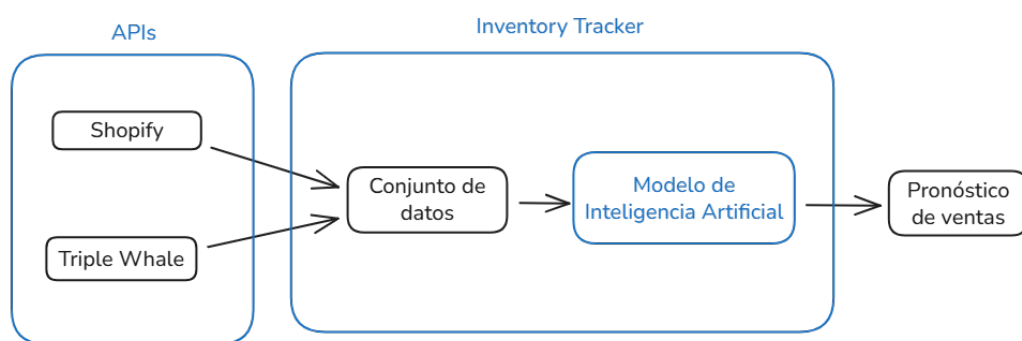 APIs
Inventory Tracker
Shopify
Triple Whale
Conjunto de
datos
Modelo de
Inteligencia Artificial
Pronóstico
de ventas